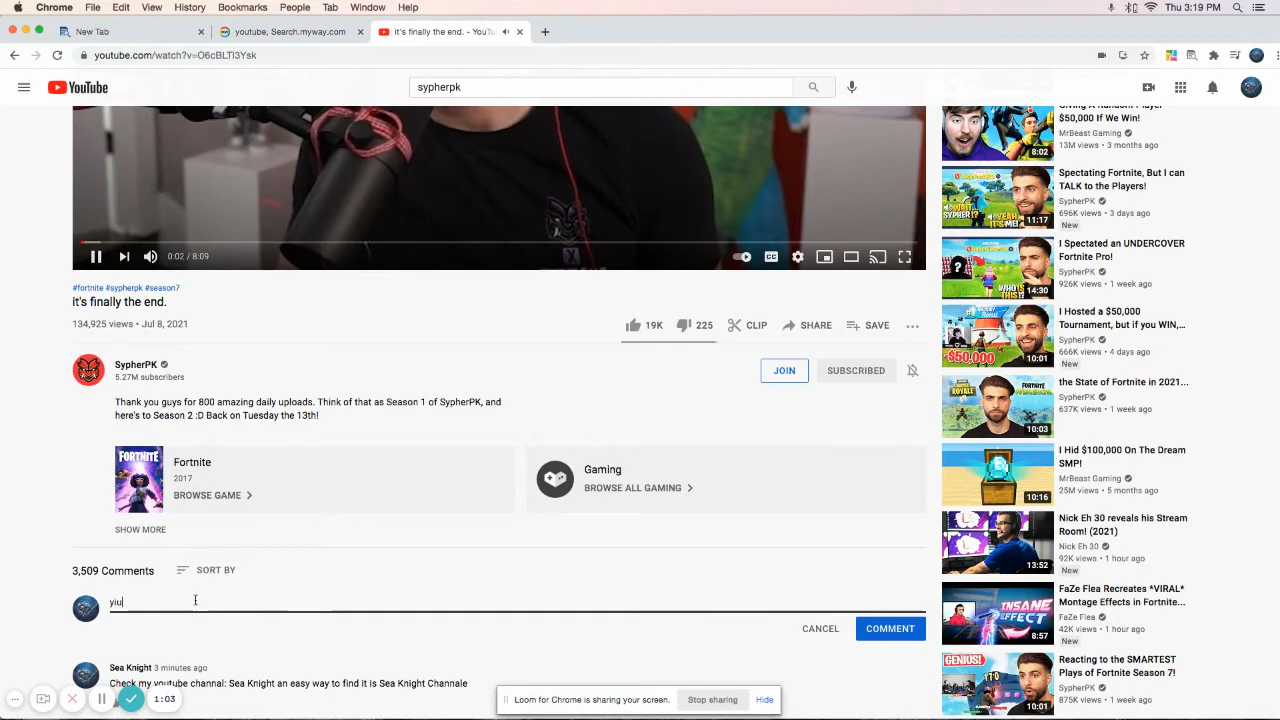 Chrome File Edit View History Bookmarks People Tab Window Help
Thu 3:19 PM
New Tab
youtube, Search.myway.com
it's finally the end. - YouTu
youtube.com/watch?v=O6cBLTl3Ysk
YouTube
sypherpk
$50,000 If We Win!
MrBeast Gaming
13M views • 3 months ago
8:02
Spectating Fortnite, But I can
TALK to the Players!
SypherPK
696K views • 3 days ago
New
WAIT
SYPHER!?
YEAH
IT'S ME!
11:17
I Spectated an UNDERCOVER
Fortnite Pro!
SypherPK
926K views • 1 week ago
WHO'S
THIS!?
14:30
I Hosted a $50,000
Tournament, but if you WIN,...
SypherPK
666K views • 4 days ago
New
$50,000
10:01
the State of Fortnite in 2021...
SypherPK
637K views • 1 week ago
10:03
I Hid $100,000 On The Dream
SMP!
MrBeast Gaming
25M views • 5 months ago
10:16
Nick Eh 30 reveals his Stream
Room! (2021)
Nick Eh 30
92K views • 1 hour ago
New
13:52
FaZe Flea Recreates *VIRAL*
Montage Effects in Fortnite...
FaZe Flea
42K views • 1 hour ago
New
INSANE
EFFECT
8:57
Reacting to the SMARTEST
Plays of Fortnite Season 7!
SypherPK
875K views • 1 week ago
GENIUS!
10:01
0:02 / 8:09
CC
#fortnite #sypherpk #season7
it's finally the end.
134,925 views • Jul 8, 2021
19K 225 CLIP SHARE SAVE
SypherPK
5.27M subscribers
JOIN SUBSCRIBED
Thank you guys for 800 amazing daily uploads. Think of that as Season 1 of SypherPK, and
here's to Season 2 :D Back on Tuesday the 13th!
FORTNITE
Fortnite
2017
BROWSE GAME
Gaming
BROWSE ALL GAMING
SHOW MORE
3,509 Comments SORT BY
yiu
CANCEL COMMENT
Sea Knight 3 minutes ago
Check my youtube channal: Sea Knight an eway to find i't is Sea Knight Channale
1:03
Loom for Chrome is sharing your screen.
Stop sharing
Hide